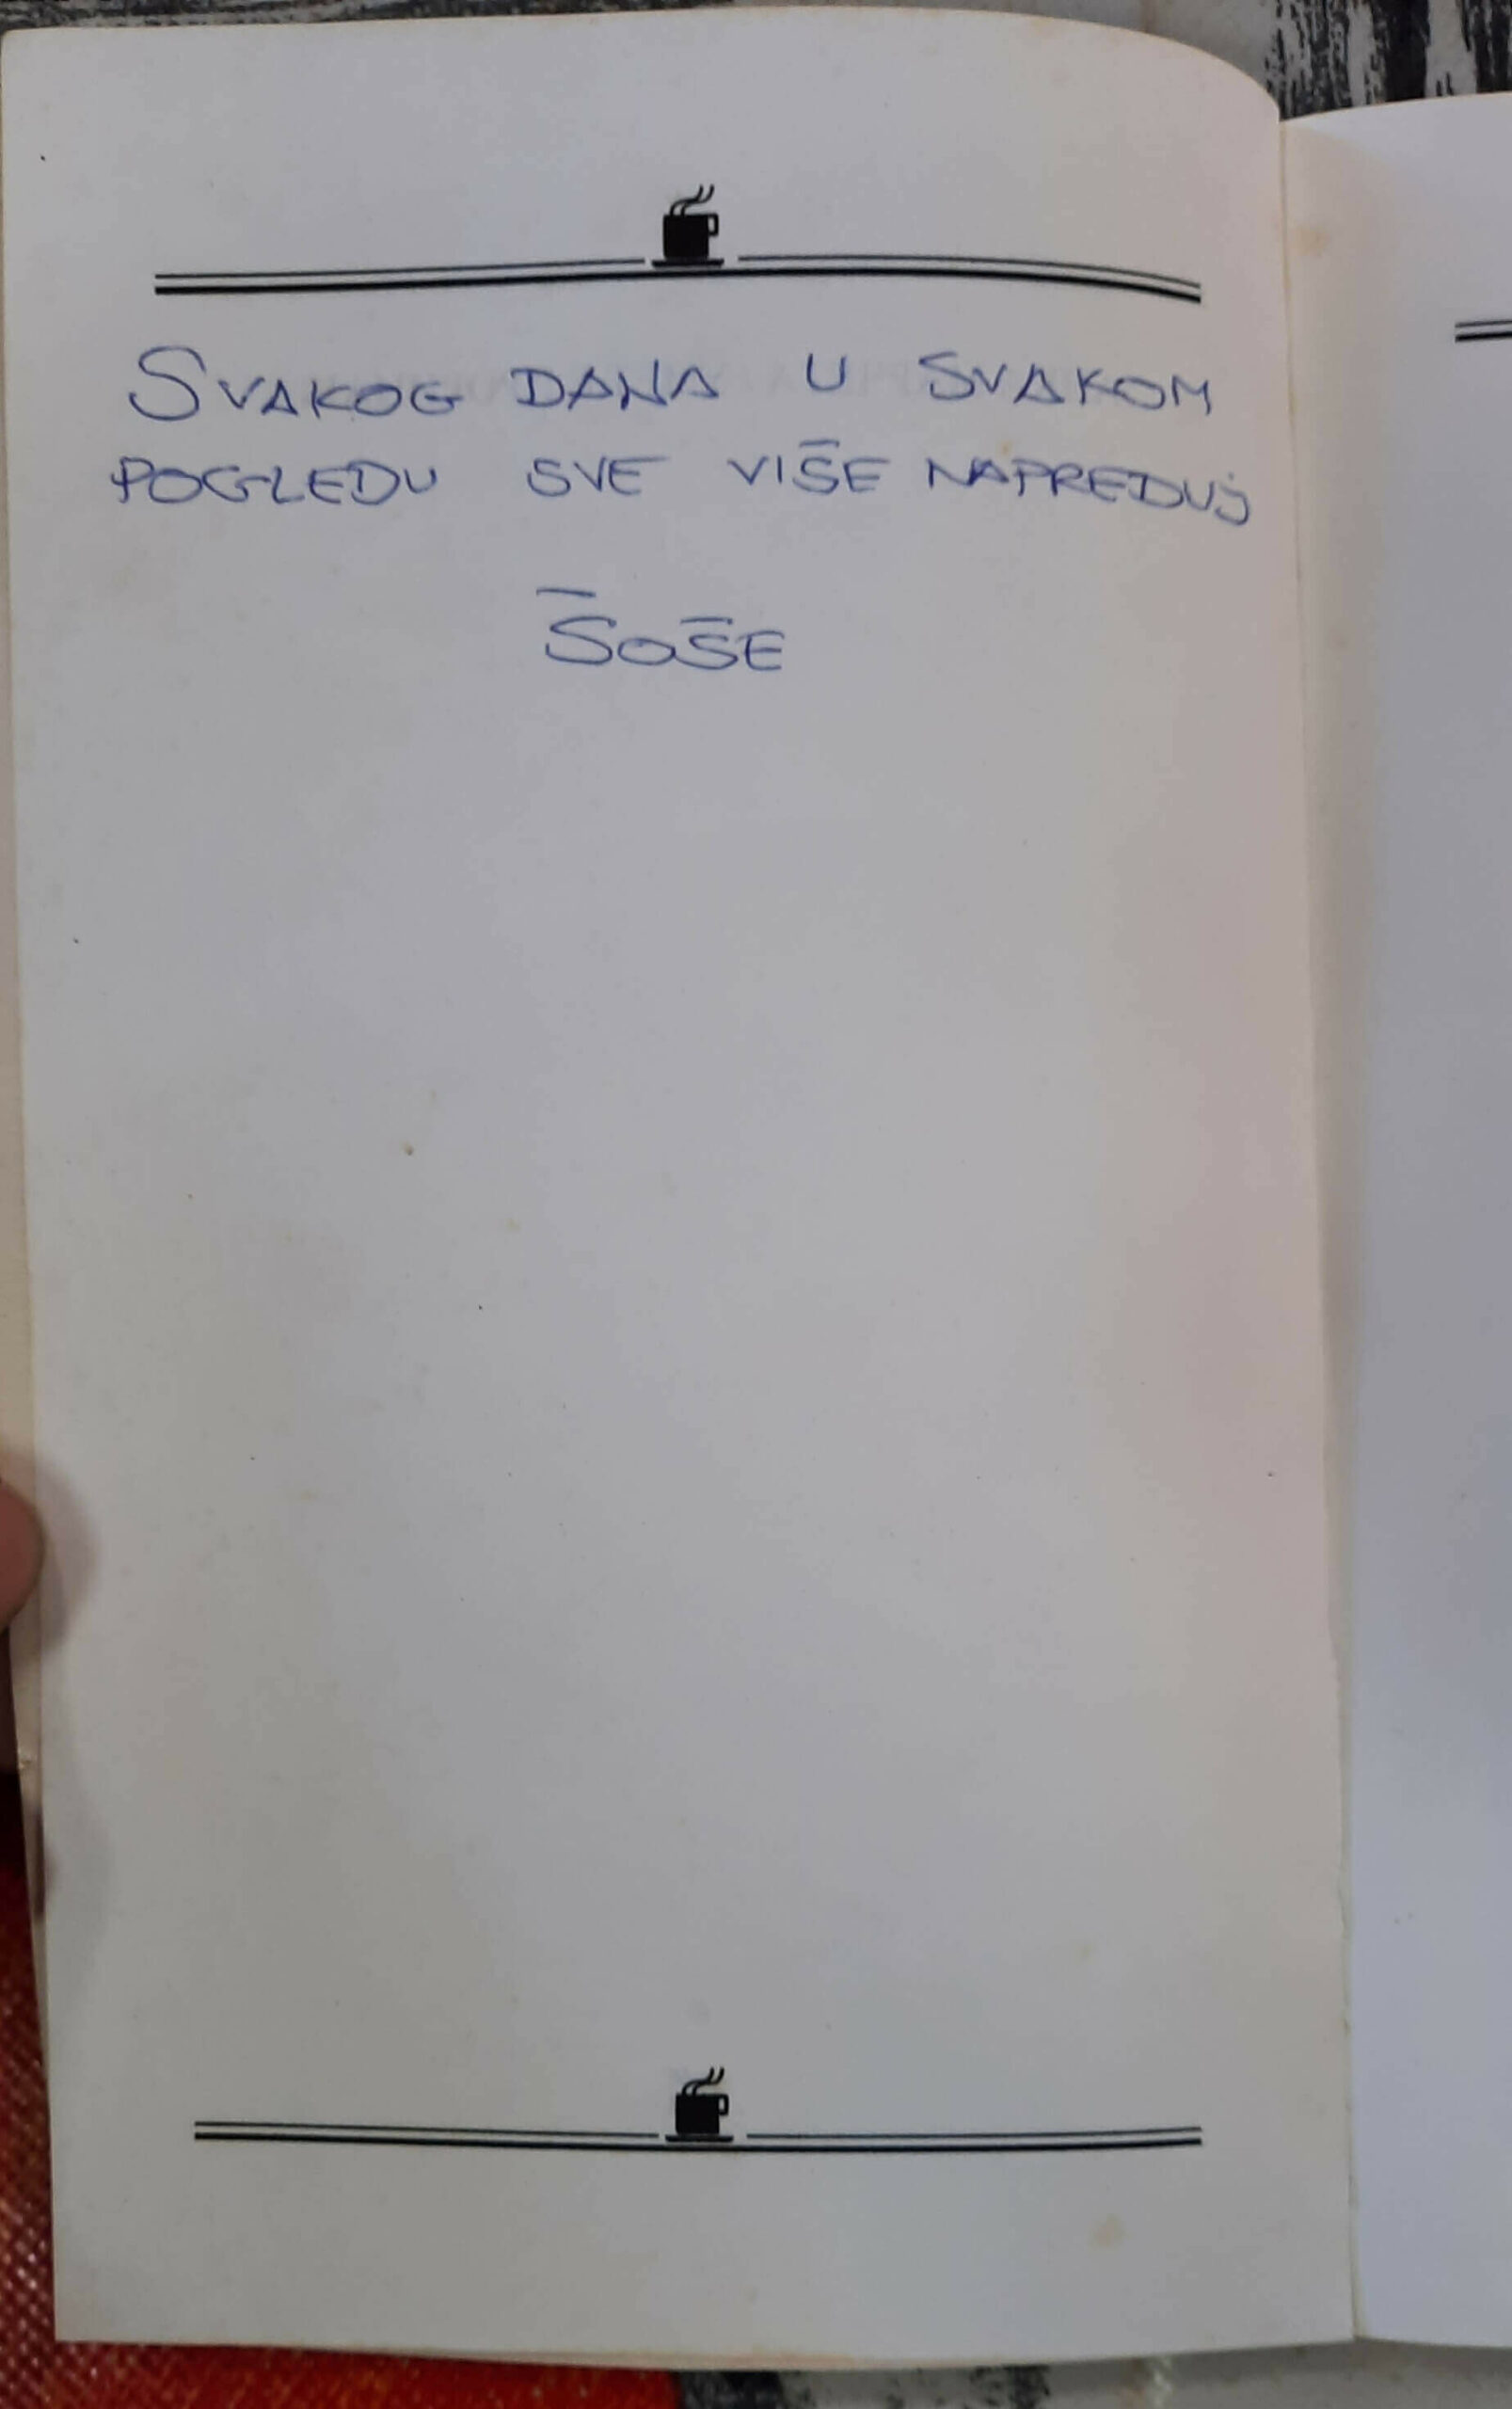 SVAKOG DANA U SVAKOM
POGLEDU SVE VIŠE NAPREDUJ
ŠOŠE